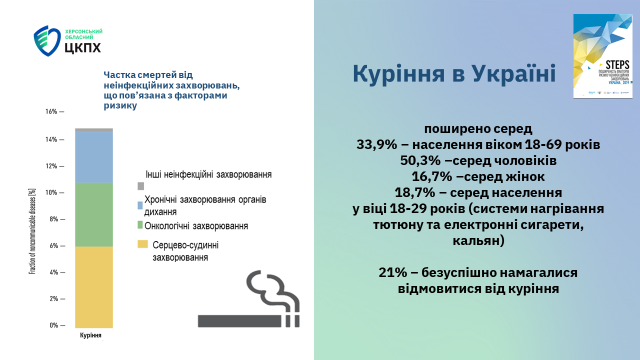 ХЕРСОНСЬКИЙ
ОБЛАСНИЙ
ЦКПХ
Частка смертей від
неінфекційних захворювань,
що пов'язана з факторами
ризику
16%
14%
12%
10%
8%
6%
4%
2%
0%
Fraction of noncommunicable diseases [%]
Куріння
Інші неінфекційні захворювання
Хронічні захворювання органів
дихання
Онкологічні захворювання
Серцево-судинні
захворювання
Куріння в Україні
STEPS
поширено серед
33,9% – населення віком 18-69 років
50,3% –серед чоловіків
16,7% –серед жінок
18,7% – серед населення
у віці 18-29 років (системи нагрівання
тютюну та електронні сигарети,
кальян)
21% – безуспішно намагалися
відмовитися від куріння